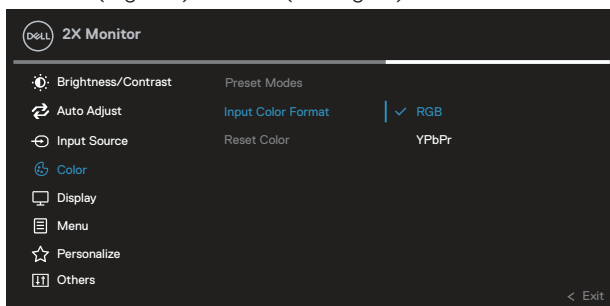 DELL 2X Monitor
Brightness/Contrast Preset Modes
Auto Adjust Input Color Format ✓ RGB
Input Source Reset Color YPbPr
Color
Display
Menu
Personalize
Others
< Exit